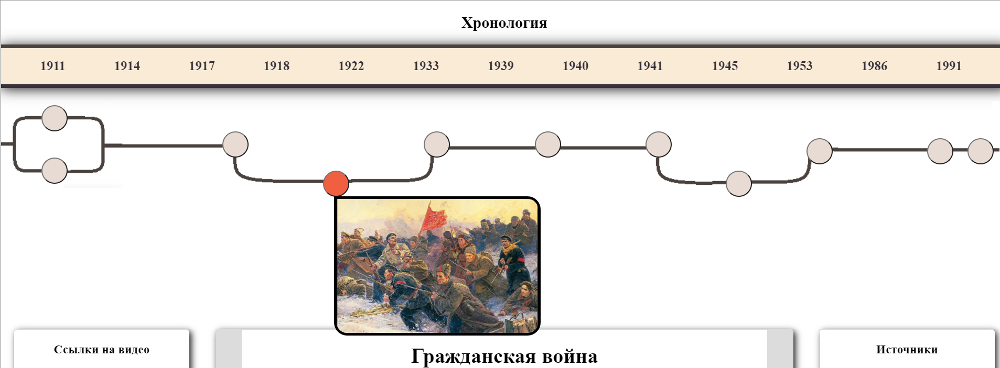 Хронология
1911 1914 1917 1918 1922 1933 1939 1940 1941 1945 1953 1986 1991
Ссылки на видео
Гражданская война
Источники